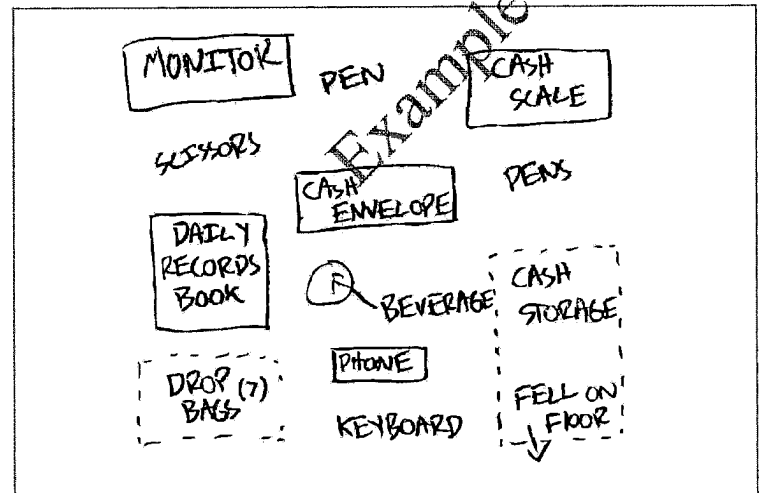 MONITOR
PEN
CASH
SCALE
Example
SCISSORS
CASH
ENVELOPE
PENS
DAILY
RECORDS
BOOK
BEVERAGE
CASH
STORAGE
PHONE
DROP (7)
BAGS
KEYBOARD
FELL ON
FLOOR